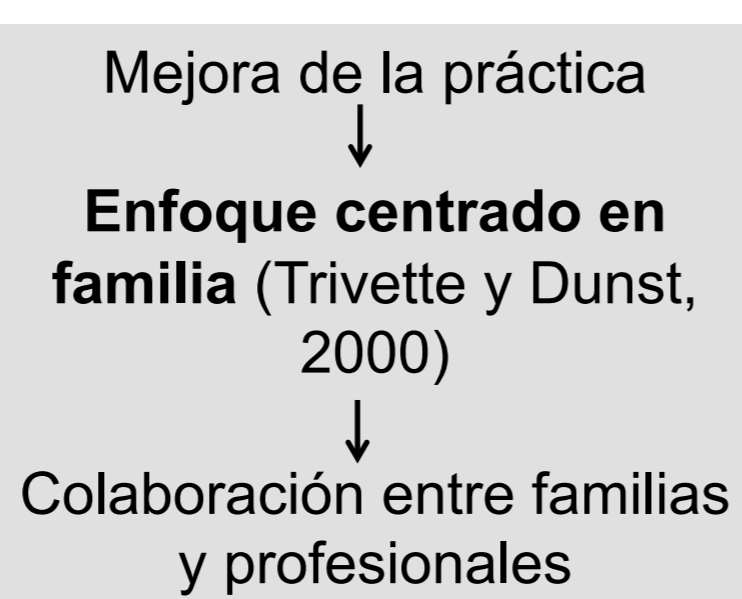 Mejora de la práctica
Enfoque centrado en
familia (Trivette y Dunst,
2000)
Colaboración entre familias
y profesionales